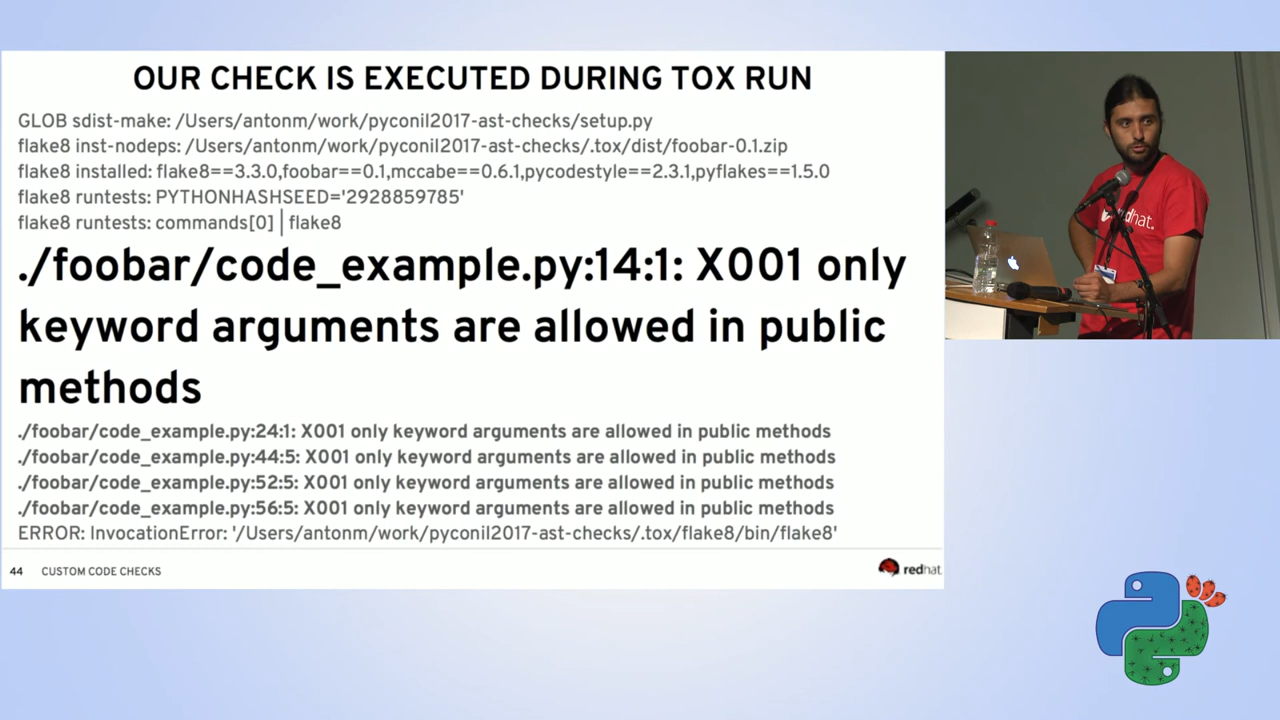 OUR CHECK IS EXECUTED DURING TOX RUN
GLOB sdist-make: /Users/antonm/work/pyconil2017-ast-checks/setup.py
flake8 inst-nodeps: /Users/antonm/work/pyconil2017-ast-checks/.tox/dist/foobar-0.1.zip
flake8 installed: flake8==3.3.0,foobar==0.1,mccabe==0.6.1,pycodestyle==2.3.1,pyflakes==1.5.0
flake8 runtests: PYTHONHASHSEED='2928859785'
flake8 runtests: commands[0] | flake8
./foobar/code_example.py:14:1: X001 only
keyword arguments are allowed in public
methods
./foobar/code_example.py:24:1: X001 only keyword arguments are allowed in public methods
./foobar/code_example.py:44:5: X001 only keyword arguments are allowed in public methods
./foobar/code_example.py:52:5: X001 only keyword arguments are allowed in public methods
./foobar/code_example.py:56:5: X001 only keyword arguments are allowed in public methods
ERROR: InvocationError: '/Users/antonm/work/pyconil2017-ast-checks/.tox/flake8/bin/flake8'
44 CUSTOM CODE CHECKS
redhat
redhat.